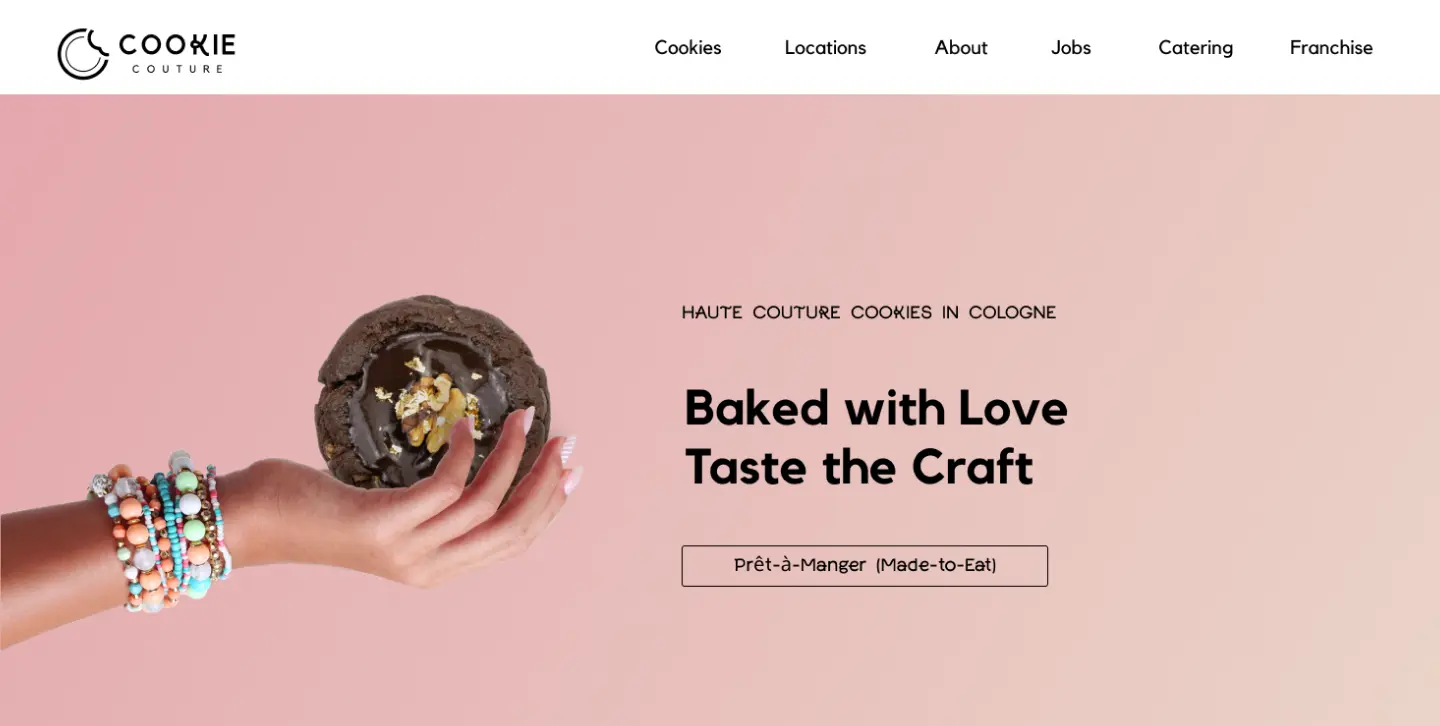 COOKIE
COUTURE
Cookies
Locations
About
Jobs
Catering
Franchise
HAUTE COUTURE COOKIES IN COLOGNE
Baked with Love
Taste the Craft
Prêt-à-Manger (Made-to-Eat)